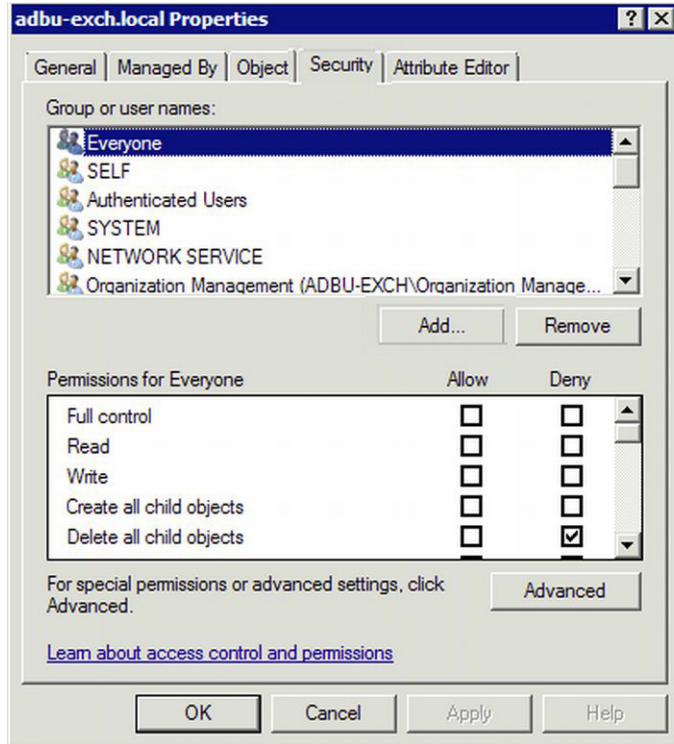 adbu-exch.local Properties
General Managed By Object Security Attribute Editor
Group or user names:
Everyone
SELF
Authenticated Users
SYSTEM
NETWORK SERVICE
Organization Management (ADBU-EXCH\Organization Manage...
Add... Remove
Permissions for Everyone Allow Deny
Full control
Read
Write
Create all child objects
Delete all child objects
For special permissions or advanced settings, click Advanced
Advanced.
Learn about access control and permissions
OK Cancel Apply Help